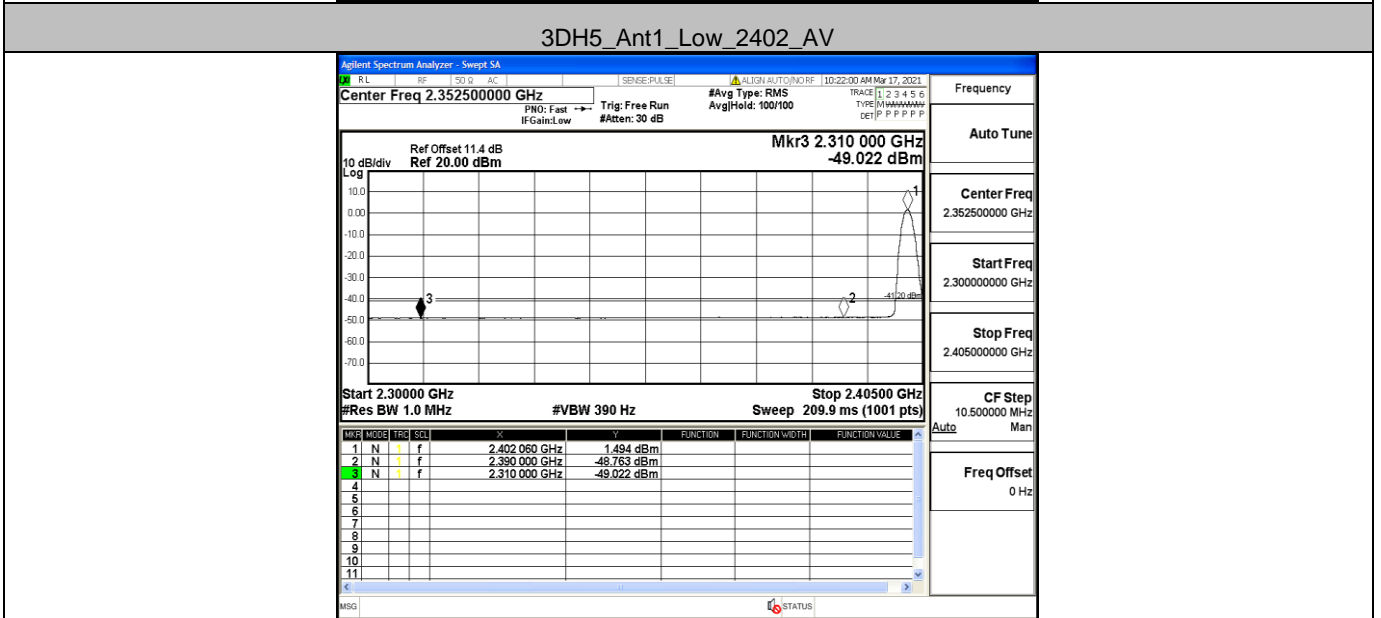 3DH5_Ant1_Low_2402_AV
Agilent Spectrum Analyzer - Swept SA
RL RF 50 Ω AC SENSE:PULSE ALIGN AUTO/NO RF 10:22:00 AM Mar 17, 2021
Center Freq 2.352500000 GHz
PNO: Fast
IFGain:Low
Trig: Free Run
#Atten: 30 dB
#Avg Type: RMS
Avg|Hold: 100/100
TRACE 1 2 3 4 5 6
TYPE M WWWWW
DET P P P P P P
Ref Offset 11.4 dB
10 dB/div Ref 20.00 dBm
Log
Mkr3 2.310 000 GHz
-49.022 dBm
10.0
0.00
-10.0
-20.0
-30.0
-40.0
-50.0
-60.0
-70.0
1
2
3
-41.20 dBm
Start 2.30000 GHz
Stop 2.40500 GHz
#Res BW 1.0 MHz #VBW 390 Hz Sweep 209.9 ms (1001 pts)
MKR MODE TRC SCL X Y FUNCTION FUNCTION WIDTH FUNCTION VALUE
1 N 1 f 2.402 060 GHz 1.494 dBm
2 N 1 f 2.390 000 GHz -48.763 dBm
3 N 1 f 2.310 000 GHz -49.022 dBm
4
5
6
7
8
9
10
11
MSG STATUS
Frequency
Auto Tune
Center Freq
2.352500000 GHz
Start Freq
2.300000000 GHz
Stop Freq
2.405000000 GHz
CF Step
10.500000 MHz
Auto Man
Freq Offset
0 Hz